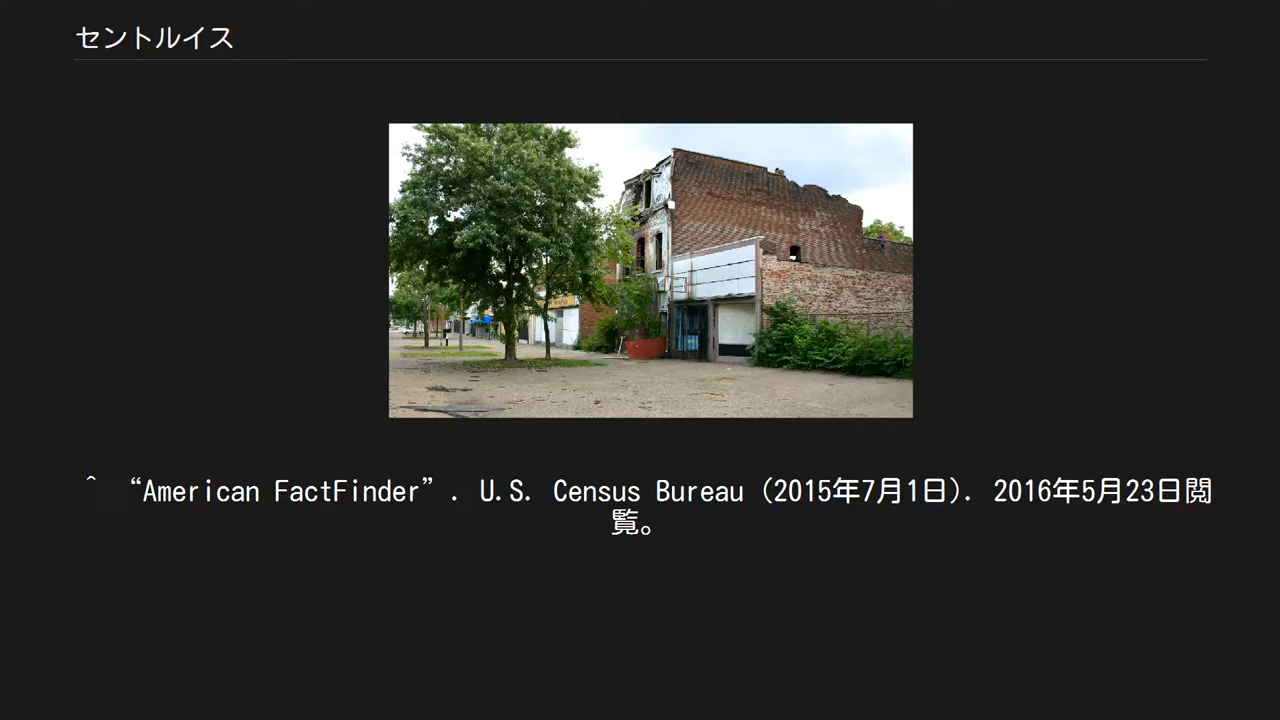 セントルイス
^ “American FactFinder”. U.S. Census Bureau (2015年7月1日). 2016年5月23日閲
覧。